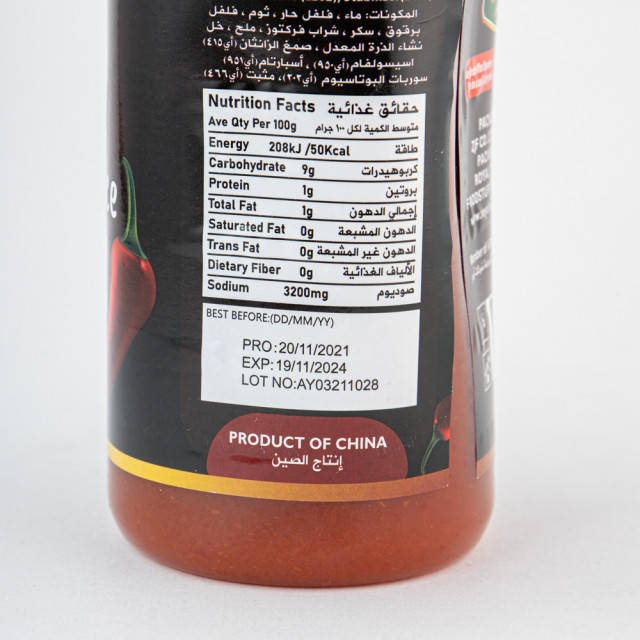 المكونات: ماء ، فلفل حار ، ثوم ، فلفل
برقوق ، سكر ، شراب فركتوز ، ملح ، خل
نشاء الذرة المعدل ، صمغ الزانثان (أي٤١٥)
اسيسولفام(أي٩٥٠)، أسبارتام(أي٩٥١)
سوربات البوتاسيوم (أي٢٠٢)، مثبت (أي٤٦٦)
Nutrition Facts حقائق غذائية
Ave Qty Per 100g متوسط الكمية لكل ١٠٠ جرام
Energy 208kJ /50Kcal طاقة
Carbohydrate 9g كربوهيدرات
Protein 1g بروتين
Total Fat 1g إجمالي الدهون
Saturated Fat 0g الدهون المشبعة
Trans Fat 0g الدهون غير المشبعة
Dietary Fiber 0g الألياف الغذائية
Sodium 3200mg صوديوم
BEST BEFORE:(DD/MM/YY)
PRO:20/11/2021
EXP:19/11/2024
LOT NO:AY03211028
PRODUCT OF CHINA
إنتاج الصين